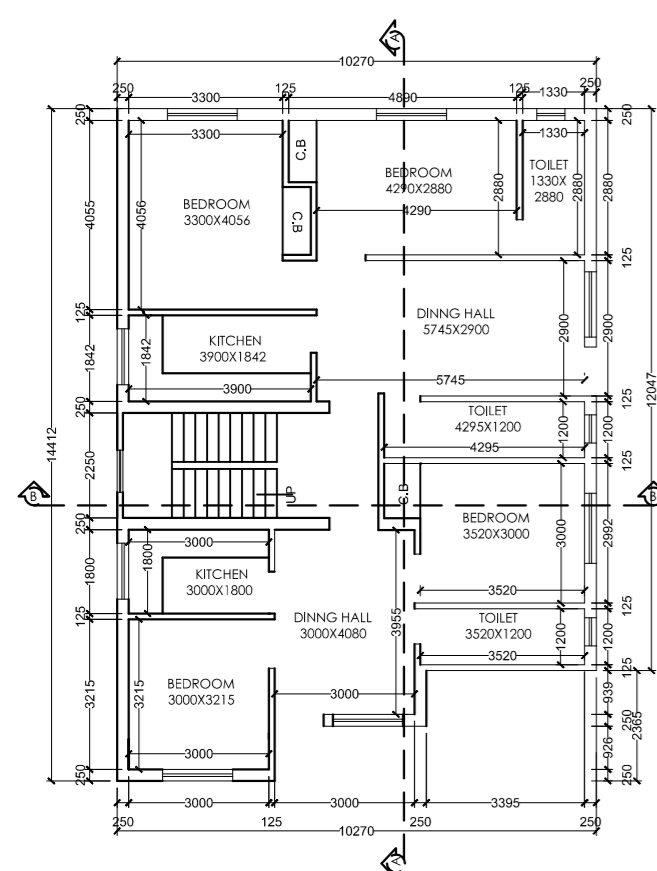 A
10270
250
3300
125
4890
125
1330
250
3300
1330
250
250
C.B
BEDROOM
3300X4056
C.B
BEDROOM
4290X2880
4290
TOILET
1330X
2880
2880
2880
2880
4055
4056
125
125
DINNG HALL
5745X2900
2900
2900
KITCHEN
3900X1842
1842
1842
3900
5745
12047
250
125
TOILET
4295X1200
4295
1200
1200
14412
2250
UP
125
C.B
B
B
BEDROOM
3520X3000
3000
2992
250
3000
1800
1800
KITCHEN
3000X1800
3520
125
125
DINNG HALL
3000X4080
3955
TOILET
3520X1200
1200
1200
3520
125
BEDROOM
3000X3215
3215
3215
3000
939
250
2365
926
3000
250
250
3000
3000
3395
250
125
250
250
10270
A